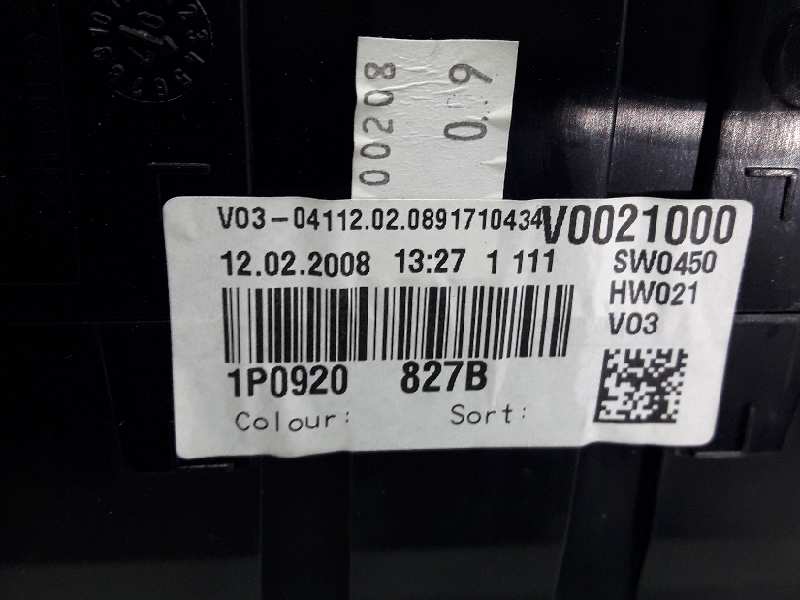 00208
0,9
V03-04112.02.0891710434
V0021000
12.02.2008 13:27 1 111
SW0450
HW021
V03
1P0920 827B
Colour: Sort: